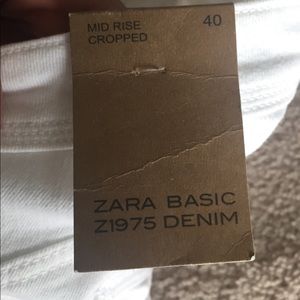 MID RISE 40
CROPPED
ZARA BASIC
Z1975 DENIM